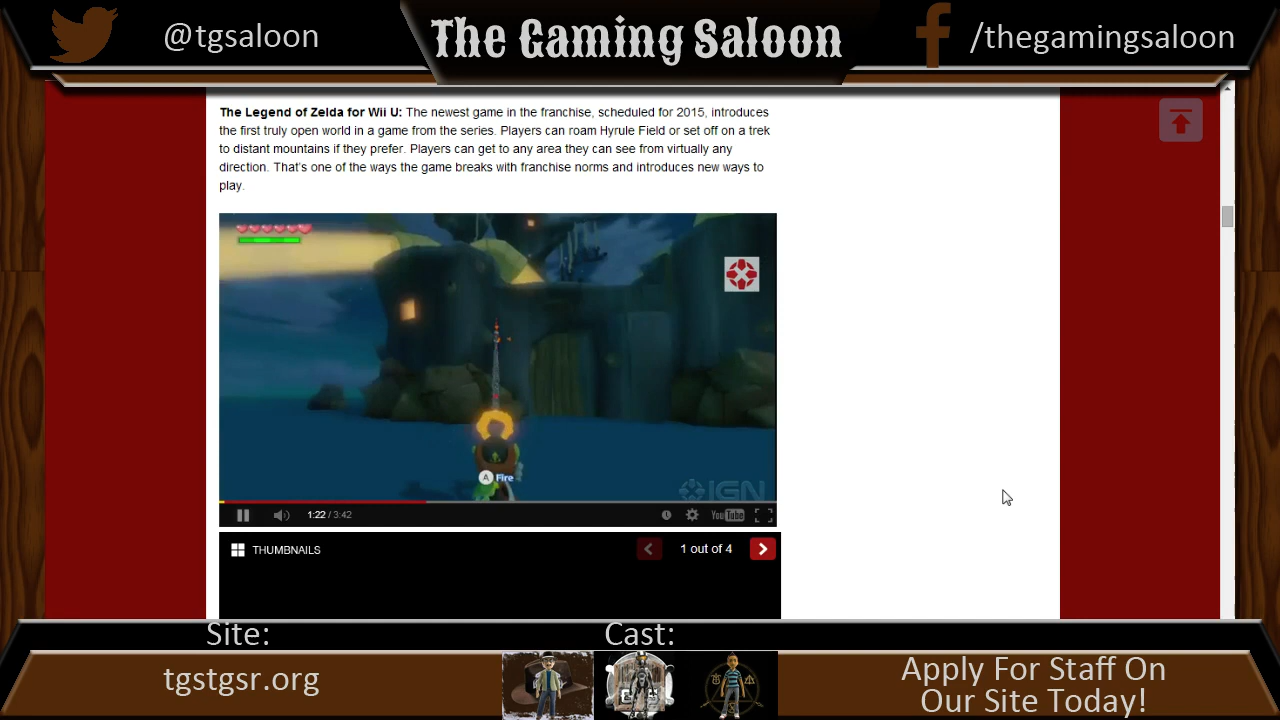 @tgsaloon
The Gaming Saloon
/thegamingsaloon
The Legend of Zelda for Wii U: The newest game in the franchise, scheduled for 2015, introduces
the first truly open world in a game from the series. Players can roam Hyrule Field or set off on a trek
to distant mountains if they prefer. Players can get to any area they can see from virtually any
direction. That's one of the ways the game breaks with franchise norms and introduces new ways to
play.
A Fire
IGN
1:22 / 3:42
YouTube
THUMBNAILS
1 out of 4
Site:
Cast:
tgstgsr.org
Apply For Staff On
Our Site Today!